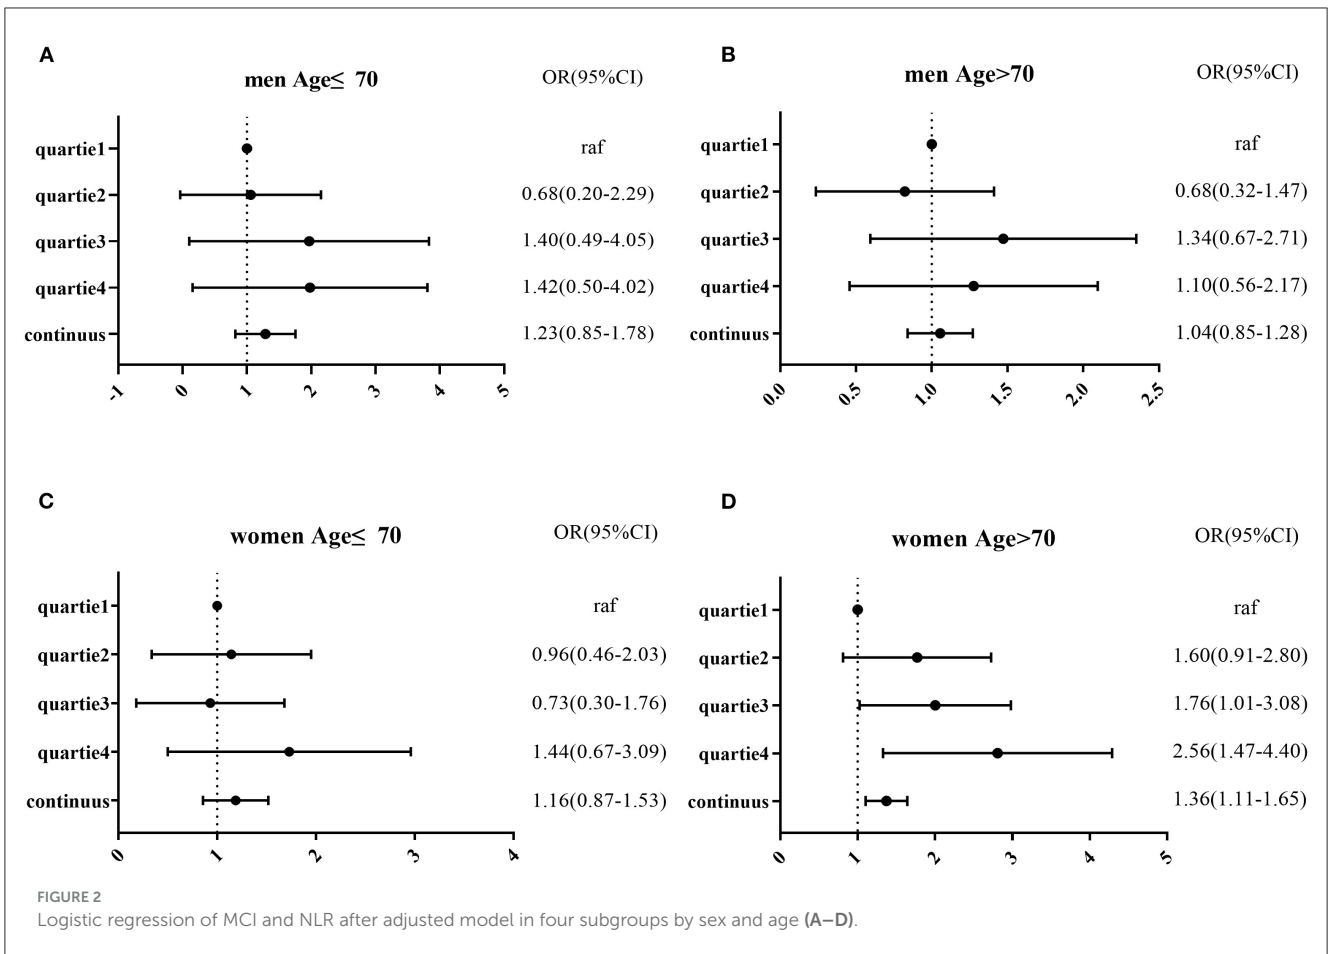 A
men Age≤ 70
OR(95%CI)
quartie1
raf
quartie2
0.68(0.20-2.29)
quartie3
1.40(0.49-4.05)
quartie4
1.42(0.50-4.02)
continuus
1.23(0.85-1.78)
-1 0 1 2 3 4 5
B
men Age>70
OR(95%CI)
quartie1
raf
quartie2
0.68(0.32-1.47)
quartie3
1.34(0.67-2.71)
quartie4
1.10(0.56-2.17)
continuus
1.04(0.85-1.28)
0.0 0.5 1.0 1.5 2.0 2.5
C
women Age≤ 70
OR(95%CI)
quartie1
raf
quartie2
0.96(0.46-2.03)
quartie3
0.73(0.30-1.76)
quartie4
1.44(0.67-3.09)
continuus
1.16(0.87-1.53)
0 1 2 3 4
D
women Age>70
OR(95%CI)
quartie1
raf
quartie2
1.60(0.91-2.80)
quartie3
1.76(1.01-3.08)
quartie4
2.56(1.47-4.40)
continuus
1.36(1.11-1.65)
0 1 2 3 4 5
FIGURE 2
Logistic regression of MCI and NLR after adjusted model in four subgroups by sex and age (A–D).